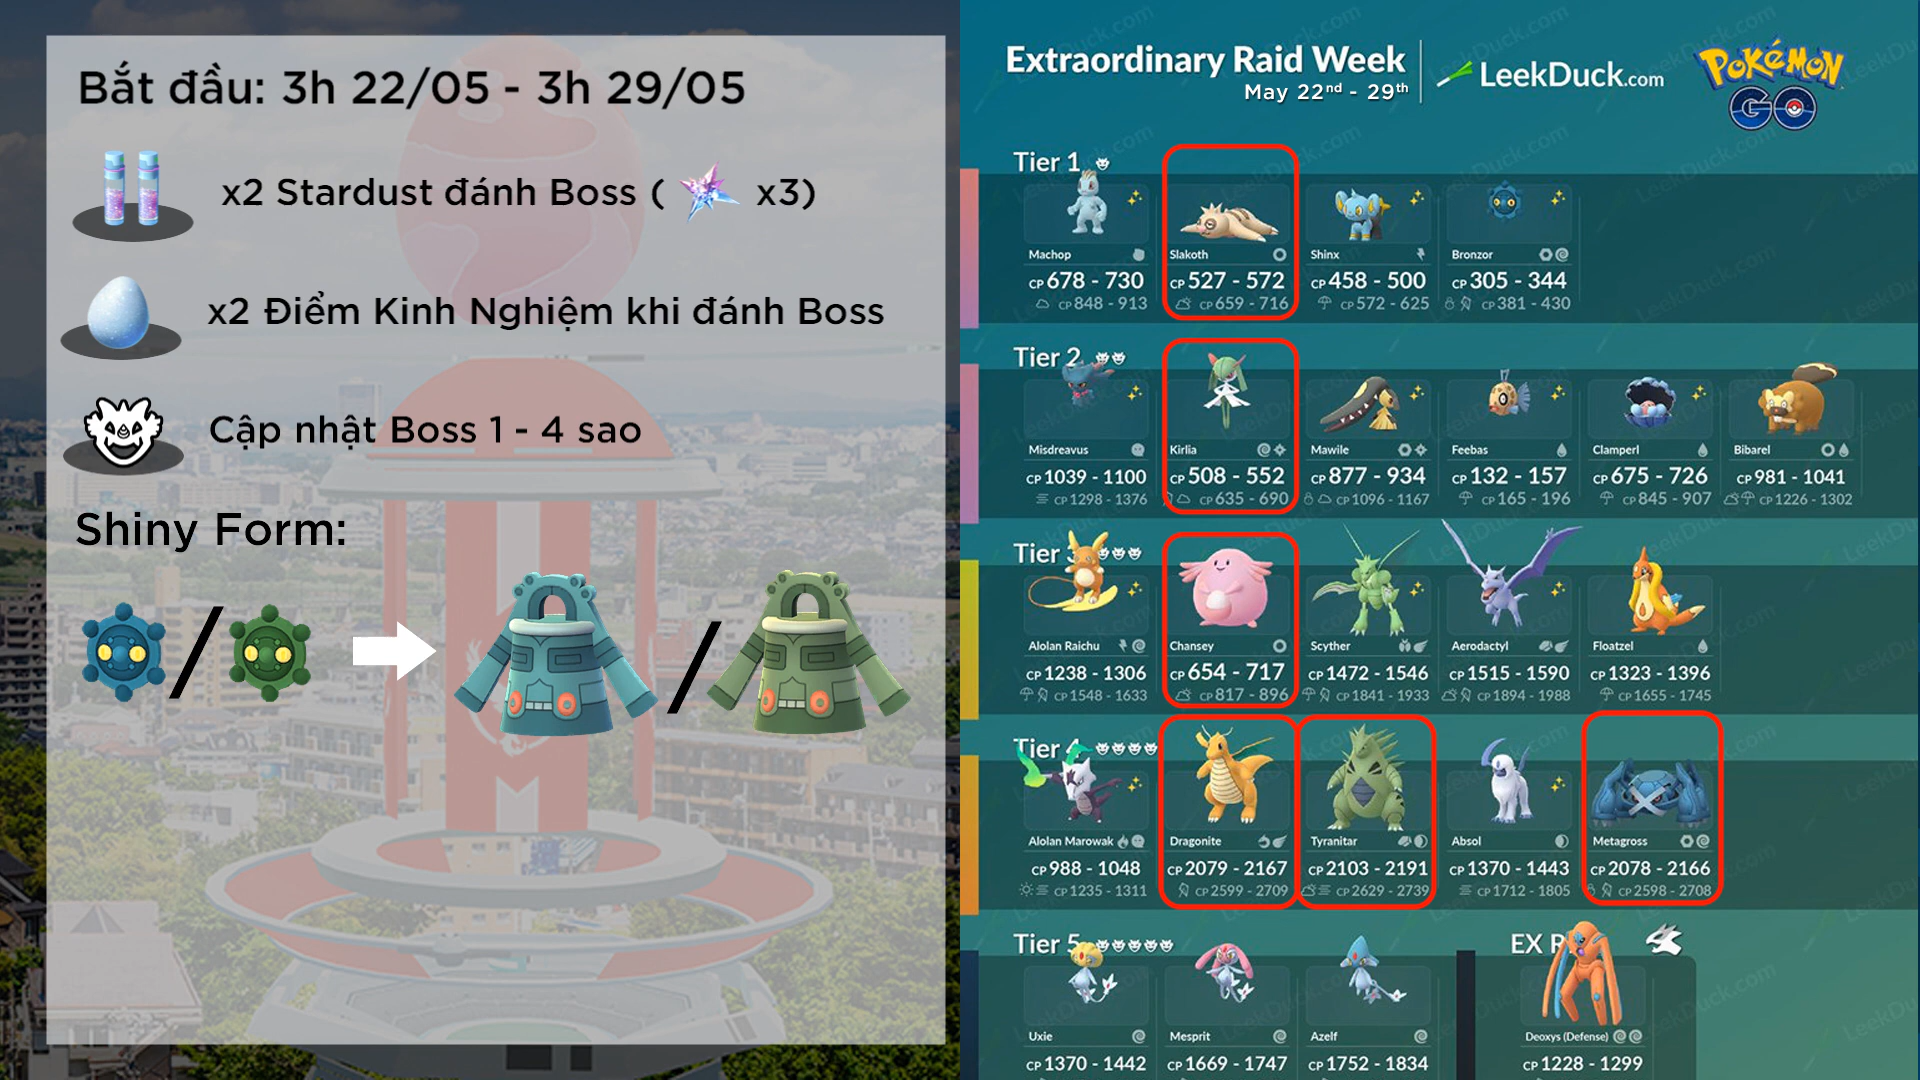 Bắt đầu: 3h 22/05 - 3h 29/05
x2 Stardust đánh Boss ( x3)
x2 Điểm Kinh Nghiệm khi đánh Boss
Cập nhật Boss 1 - 4 sao
Shiny Form:
Extraordinary Raid Week
May 22nd - 29th
LeekDuck.com
POKÉMON GO
Tier 1
Machop Slakoth Shinx Bronzor
CP 678 - 730 CP 527 - 572 CP 458 - 500 CP 305 - 344
CP 848 - 913 CP 659 - 716 CP 572 - 625 CP 381 - 430
Tier 2
Misdreavus Kirlia Mawile Feebas Clamperl Bibarel
CP 1039 - 1100 CP 508 - 552 CP 877 - 934 CP 132 - 157 CP 675 - 726 CP 981 - 1041
CP 1298 - 1376 CP 635 - 690 CP 1096 - 1167 CP 165 - 196 CP 845 - 907 CP 1226 - 1302
Tier 3
Alolan Raichu Chansey Scyther Aerodactyl Floatzel
CP 1238 - 1306 CP 654 - 717 CP 1472 - 1546 CP 1515 - 1590 CP 1323 - 1396
CP 1548 - 1633 CP 817 - 896 CP 1841 - 1933 CP 1894 - 1988 CP 1655 - 1745
Tier 4
Alolan Marowak Dragonite Tyranitar Absol Metagross
CP 988 - 1048 CP 2079 - 2167 CP 2103 - 2191 CP 1370 - 1443 CP 2078 - 2166
CP 1235 - 1311 CP 2599 - 2709 CP 2629 - 2739 CP 1712 - 1805 CP 2598 - 2708
Tier 5 EX R
Uxie Mesprit Azelf Deoxys (Defense)
CP 1370 - 1442 CP 1669 - 1747 CP 1752 - 1834 CP 1228 - 1299